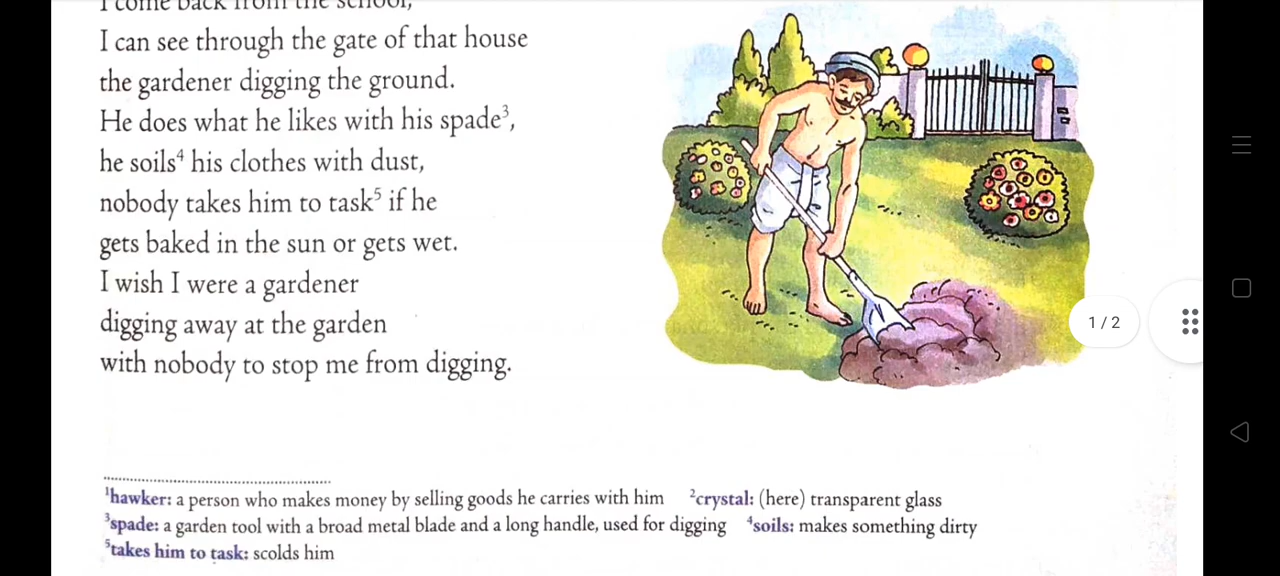 I come back from the school,
I can see through the gate of that house
the gardener digging the ground.
He does what he likes with his spade³,
he soils⁴ his clothes with dust,
nobody takes him to task⁵ if he
gets baked in the sun or gets wet.
I wish I were a gardener
digging away at the garden
with nobody to stop me from digging.
1 / 2
¹hawker: a person who makes money by selling goods he carries with him ²crystal: (here) transparent glass
³spade: a garden tool with a broad metal blade and a long handle, used for digging ⁴soils: makes something dirty
⁵takes him to task: scolds him